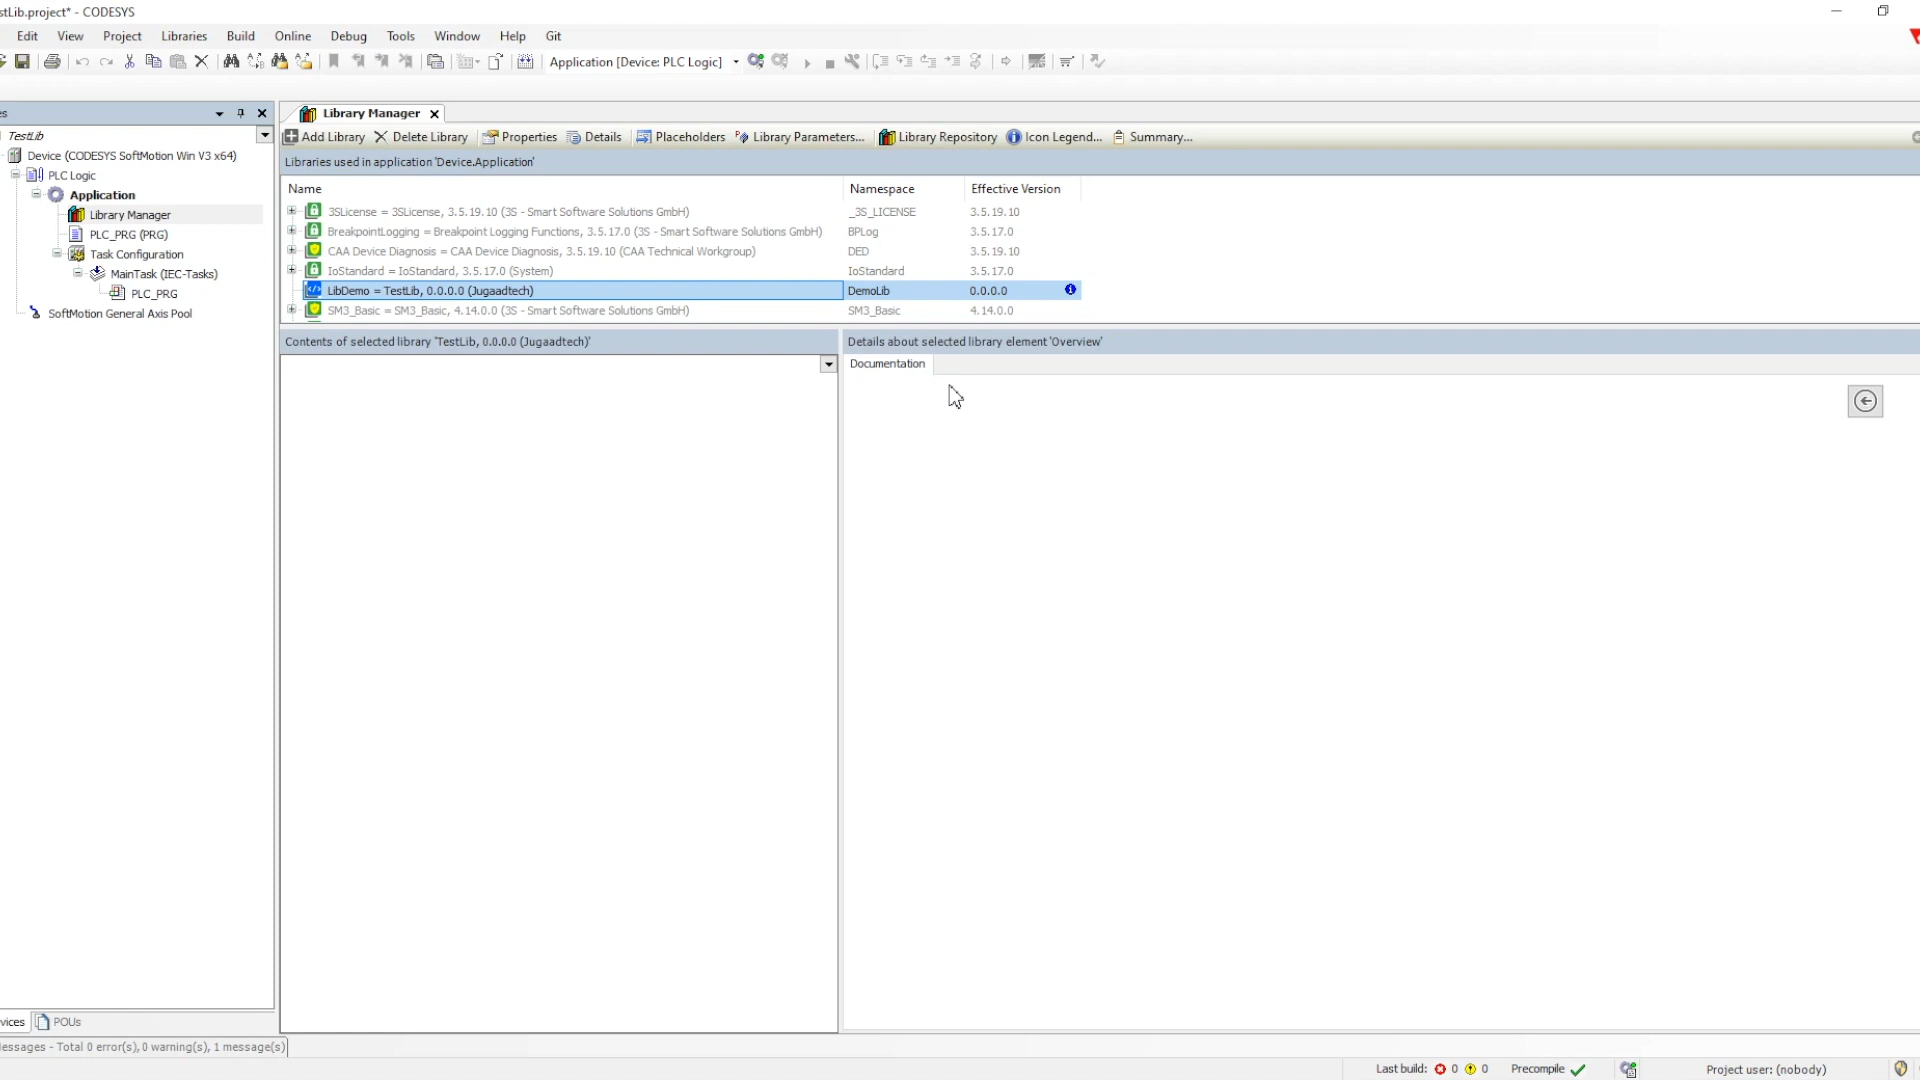 stLib.project* - CODESYS
Edit View Project Libraries Build Online Debug Tools Window Help Git
Application [Device: PLC Logic]
es
Library Manager
TestLib
Add Library Delete Library Properties Details Placeholders Library Parameters... Library Repository Icon Legend... Summary...
Device (CODESYS SoftMotion Win V3 x64)
Libraries used in application 'Device.Application'
PLC Logic
Name Namespace Effective Version
Application
3SLicense = 3SLicense, 3.5.19.10 (3S - Smart Software Solutions GmbH) _3S_LICENSE 3.5.19.10
Library Manager
BreakpointLogging = Breakpoint Logging Functions, 3.5.17.0 (3S - Smart Software Solutions GmbH) BPLog 3.5.17.0
PLC_PRG (PRG)
CAA Device Diagnosis = CAA Device Diagnosis, 3.5.19.10 (CAA Technical Workgroup) DED 3.5.19.10
Task Configuration
IoStandard = IoStandard, 3.5.17.0 (System) IoStandard 3.5.17.0
MainTask (IEC-Tasks)
LibDemo = TestLib, 0.0.0.0 (Jugaadtech) DemoLib 0.0.0.0
PLC_PRG
SM3_Basic = SM3_Basic, 4.14.0.0 (3S - Smart Software Solutions GmbH) SM3_Basic 4.14.0.0
SoftMotion General Axis Pool
Contents of selected library 'TestLib, 0.0.0.0 (Jugaadtech)'
Details about selected library element 'Overview'
Documentation
vices POUs
essages - Total 0 error(s), 0 warning(s), 1 message(s)
Last build: 0 0 Precompile Project user: (nobody)